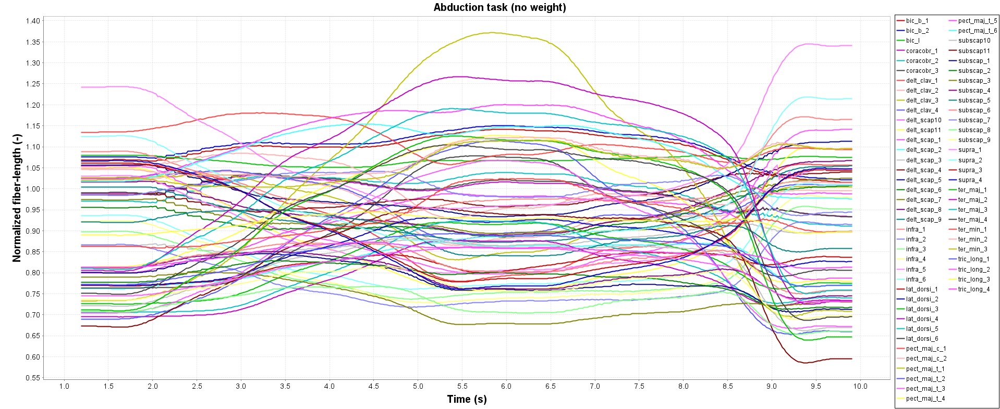 Abduction task (no weight)
Normalized fiber-length (-)
1.40
1.35
1.30
1.25
1.20
1.15
1.10
1.05
1.00
0.95
0.90
0.85
0.80
0.75
0.70
0.65
0.60
0.55
1.0 1.5 2.0 2.5 3.0 3.5 4.0 4.5 5.0 5.5 6.0 6.5 7.0 7.5 8.0 8.5 9.0 9.5 10.0
Time (s)
bic_b_1
bic_b_2
bic_l
coracobr_1
coracobr_2
coracobr_3
delt_clav_1
delt_clav_2
delt_clav_3
delt_clav_4
delt_scap10
delt_scap11
delt_scap_1
delt_scap_2
delt_scap_3
delt_scap_4
delt_scap_5
delt_scap_6
delt_scap_7
delt_scap_8
delt_scap_9
infra_1
infra_2
infra_3
infra_4
infra_5
infra_6
lat_dorsi_1
lat_dorsi_2
lat_dorsi_3
lat_dorsi_4
lat_dorsi_5
lat_dorsi_6
pect_maj_c_1
pect_maj_c_2
pect_maj_t_1
pect_maj_t_2
pect_maj_t_3
pect_maj_t_4
pect_maj_t_5
pect_maj_t_6
subscap10
subscap11
subscap_1
subscap_2
subscap_3
subscap_4
subscap_5
subscap_6
subscap_7
subscap_8
subscap_9
supra_1
supra_2
supra_3
supra_4
ter_maj_1
ter_maj_2
ter_maj_3
ter_maj_4
ter_min_1
ter_min_2
ter_min_3
tric_long_1
tric_long_2
tric_long_3
tric_long_4